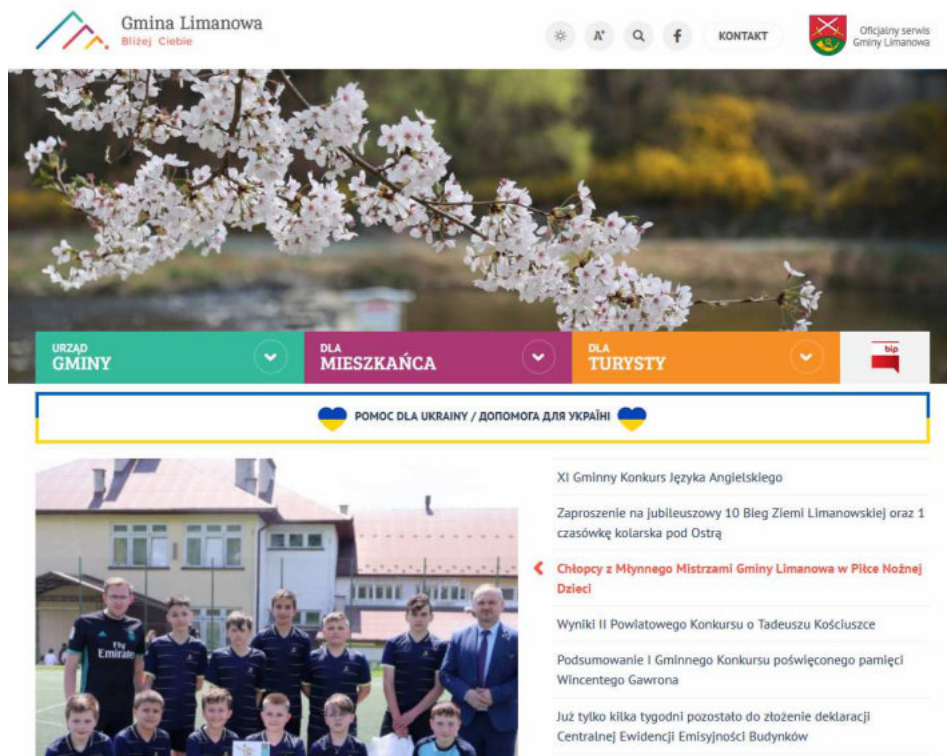 Gmina Limanowa
Bliżej Ciebie
A+
f
KONTAKT
Oficjalny serwis
Gminy Limanowa
URZĄD
GMINY
DLA
MIESZKAŃCA
DLA
TURYSTY
bip
POMOC DLA UKRAINY / ДОПОМОГА ДЛЯ УКРАЇНІ
XI Gminny Konkurs Języka Angielskiego
Zaproszenie na jubileuszowy 10 Bieg Ziemi Limanowskiej oraz 1
czasówkę kolarska pod Ostrą
Chłopcy z Młynnego Mistrzami Gminy Limanowa w Piłce Nożnej
Dzieci
Wyniki II Powiatowego Konkursu o Tadeuszu Kościuszce
Podsumowanie I Gminnego Konkursu poświęconego pamięci
Wincentego Gawrona
Już tylko kilka tygodni pozostało do złożenie deklaracji
Centralnej Ewidencji Emisyjności Budynków
Fly
Emirates